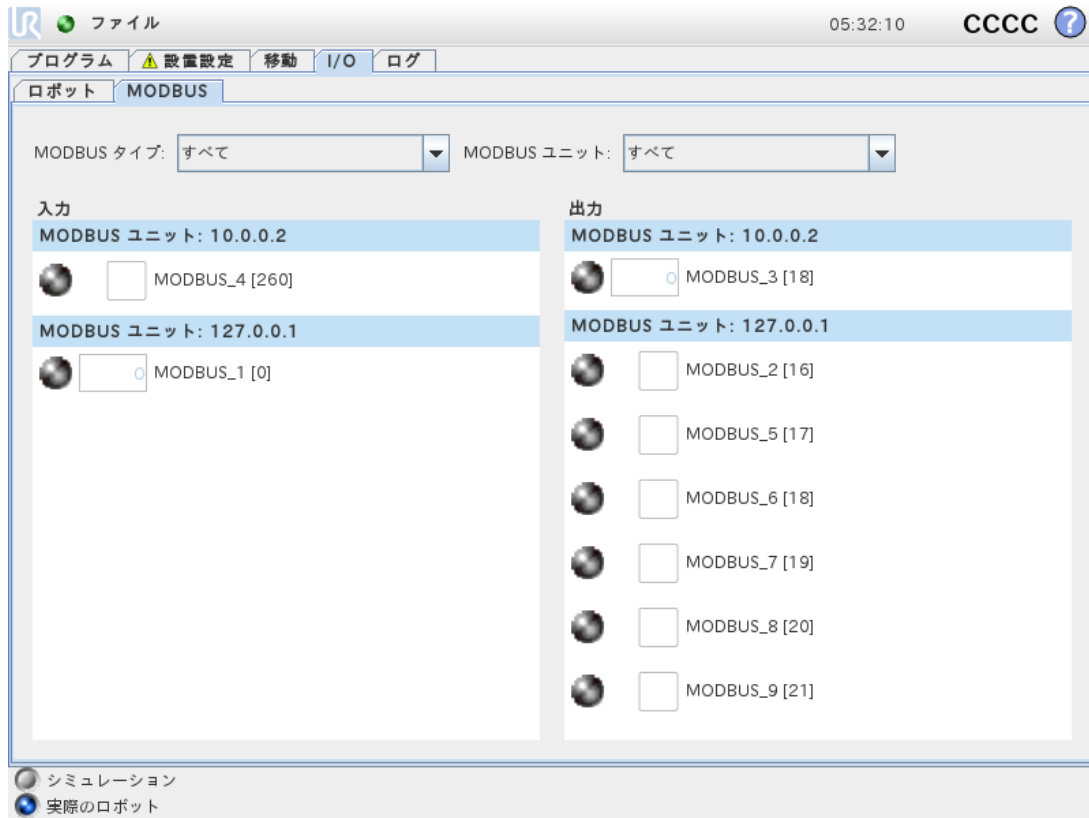 UR ファイル 05:32:10 CCCC ?
プログラム 設置設定 移動 I/O ログ
ロボット MODBUS
MODBUS タイプ: すべて MODBUS ユニット: すべて
入力
MODBUS ユニット: 10.0.0.2
MODBUS_4 [260]
MODBUS ユニット: 127.0.0.1
0 MODBUS_1 [0]
出力
MODBUS ユニット: 10.0.0.2
0 MODBUS_3 [18]
MODBUS ユニット: 127.0.0.1
MODBUS_2 [16]
MODBUS_5 [17]
MODBUS_6 [18]
MODBUS_7 [19]
MODBUS_8 [20]
MODBUS_9 [21]
シミュレーション
実際のロボット